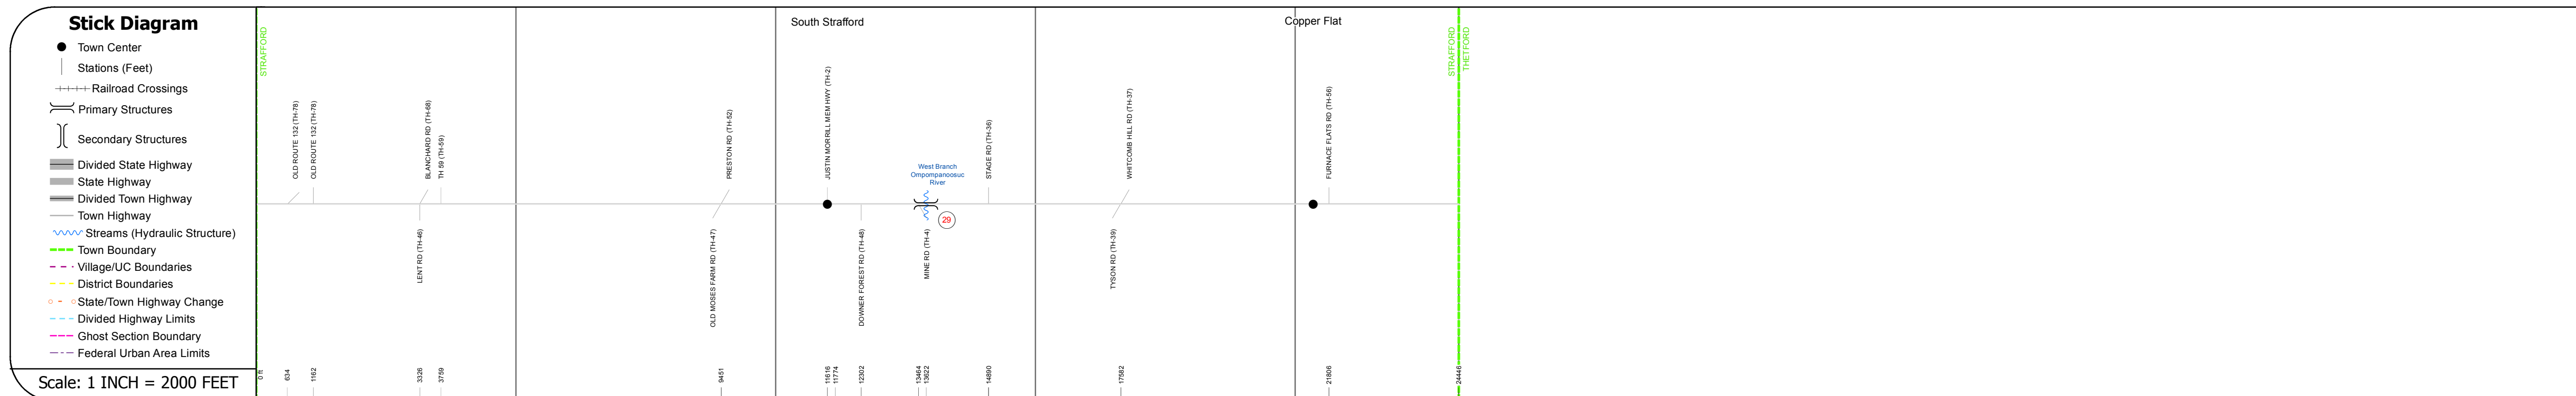 Stick Diagram
Town Center
Stations (Feet)
Railroad Crossings
Primary Structures
Secondary Structures
Divided State Highway
State Highway
Divided Town Highway
Town Highway
Streams (Hydraulic Structure)
Town Boundary
Village/UC Boundaries
District Boundaries
State/Town Highway Change
Divided Highway Limits
Ghost Section Boundary
Federal Urban Area Limits
Scale: 1 INCH = 2000 FEET
STRAFFORD
South Strafford
Copper Flat
STRAFFORD
THETFORD
OLD ROUTE 132 (TH-78)
OLD ROUTE 132 (TH-78)
BLANCHARD RD (TH-68)
TH 59 (TH-59)
PRESTON RD (TH-52)
JUSTIN MORRILL MEM HWY (TH-2)
West Branch
Ompompanoosuc
River
STAGE RD (TH-36)
WHITCOMB HILL RD (TH-37)
FURNACE FLATS RD (TH-56)
29
LENT RD (TH-46)
OLD MOSES FARM RD (TH-47)
DOWNER FOREST RD (TH-48)
MINE RD (TH-4)
TYSON RD (TH-39)
0 ft
634
1162
3326
3759
9451
11616
11774
12302
13464
13622
14890
17582
21806
24446